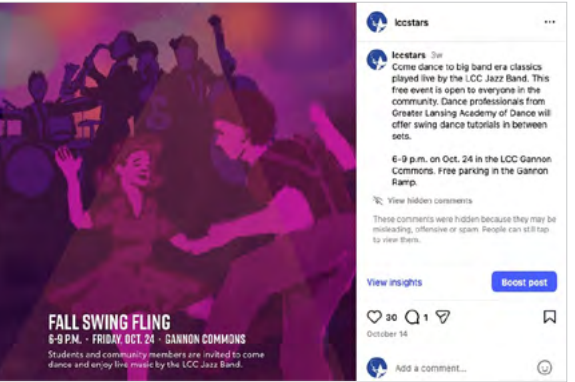 lccstars
lccstars 3w
Come dance to big band era classics
played live by the LCC Jazz Band. This
free event is open to everyone in the
community. Dance professionals from
Greater Lansing Academy of Dance will
offer swing dance tutorials in between
sets.
6-9 p.m. on Oct. 24 in the LCC Gannon
Commons. Free parking in the Gannon
Ramp.
View hidden comments
These comments were hidden because they may be
misleading, offensive or spam. People can still tap
to view them.
View insights
Boost post
30 1
October 14
Add a comment...
FALL SWING FLING
6-9 P.M. · FRIDAY, OCT. 24 · GANNON COMMONS
Students and community members are invited to come
dance and enjoy live music by the LCC Jazz Band.